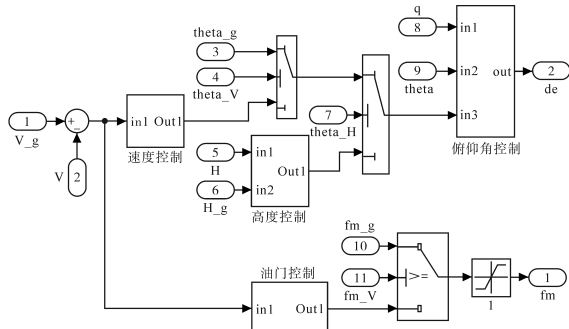 q
theta_g
8
in1
3
4
9
in2
out
2
theta_V
theta
de
7
in3
1
+
-
in1 Out1
theta_H
V_g
5
in1
俯仰角控制
速度控制
H
Out1
V
2
6
in2
H_g
高度控制
fm_g
10
油门控制
11
>=
1
fm_V
1
fm
in1
Out1